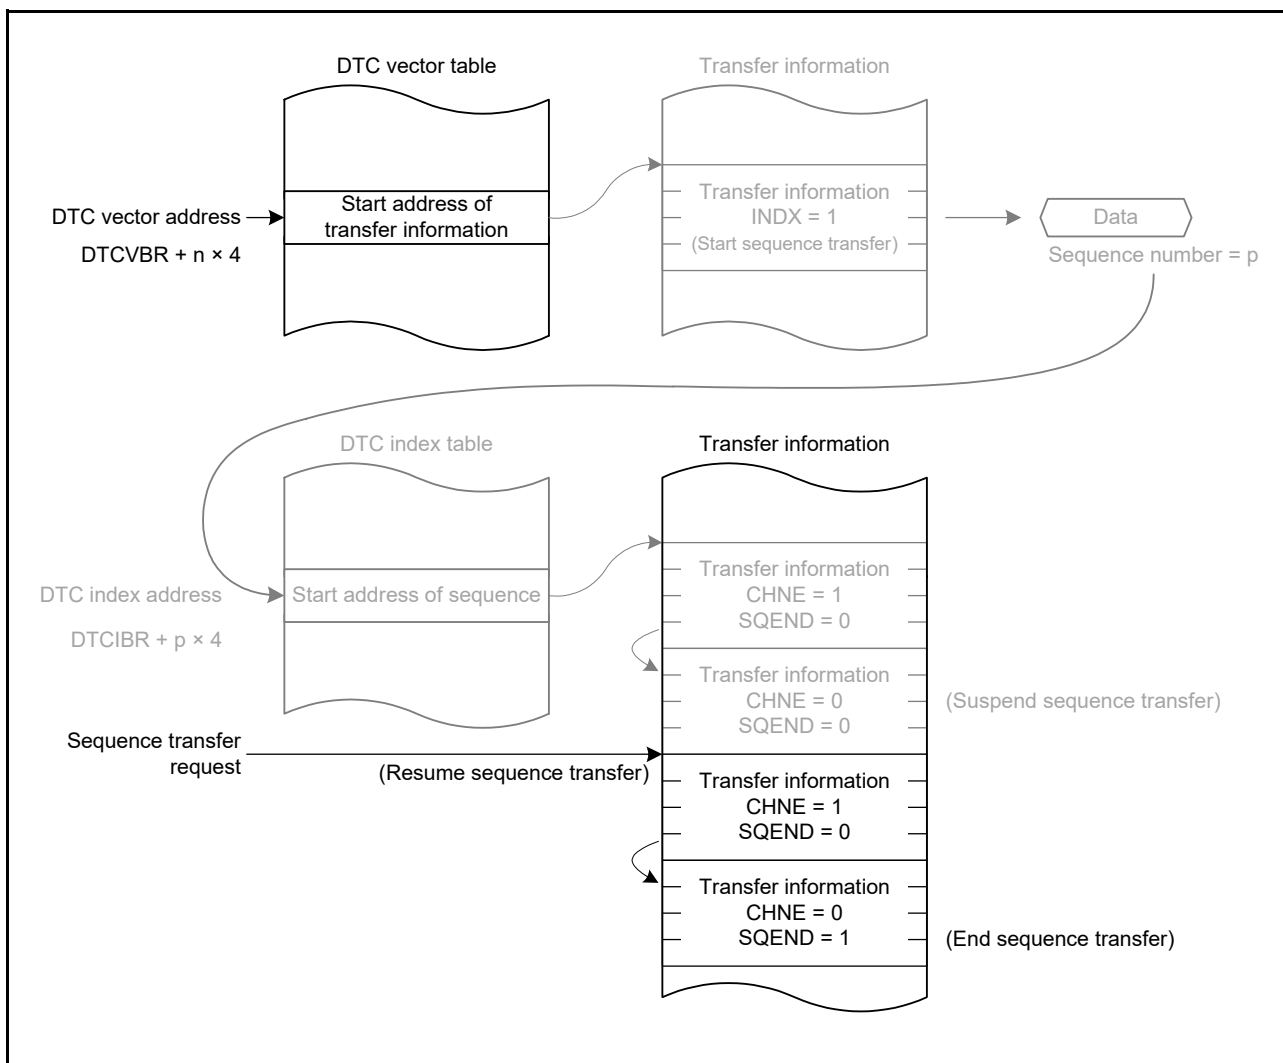 DTC vector table
Transfer information
Start address of
transfer information
DTC vector address
DTCVBR + n × 4
Transfer information
INDX = 1
(Start sequence transfer)
Data
Sequence number = p
DTC index table
Transfer information
DTC index address
DTCIBR + p × 4
Start address of sequence
Transfer information
CHNE = 1
SQEND = 0
Transfer information
CHNE = 0
SQEND = 0
(Suspend sequence transfer)
Sequence transfer
request
(Resume sequence transfer)
Transfer information
CHNE = 1
SQEND = 0
Transfer information
CHNE = 0
SQEND = 1
(End sequence transfer)